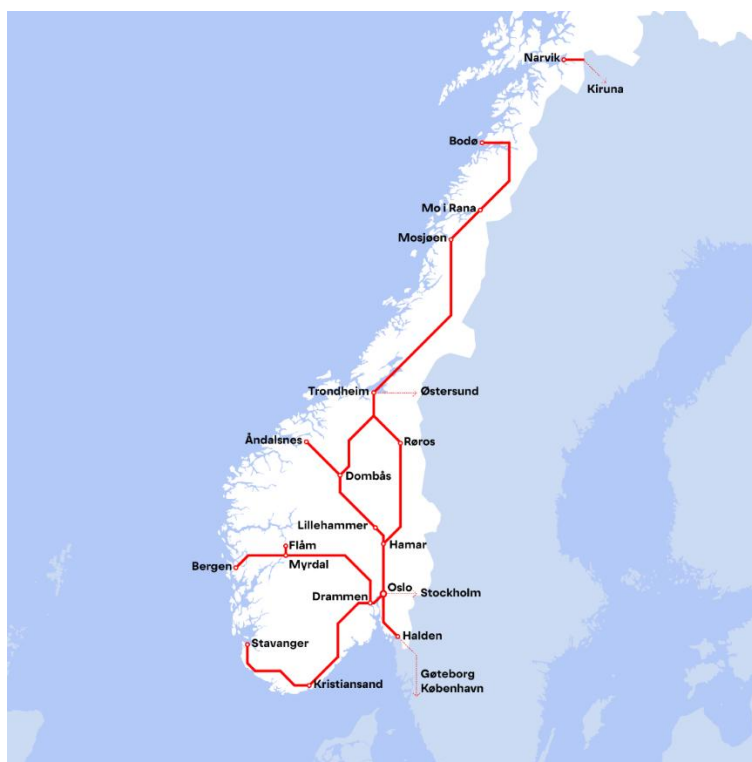 Narvik
Kiruna
Bodø
Mo i Rana
Mosjøen
Trondheim
Østersund
Åndalsnes
Røros
Dombås
Lillehammer
Hamar
Flåm
Bergen
Myrdal
Oslo
Drammen
Stockholm
Halden
Stavanger
Gøteborg
København
Kristiansand